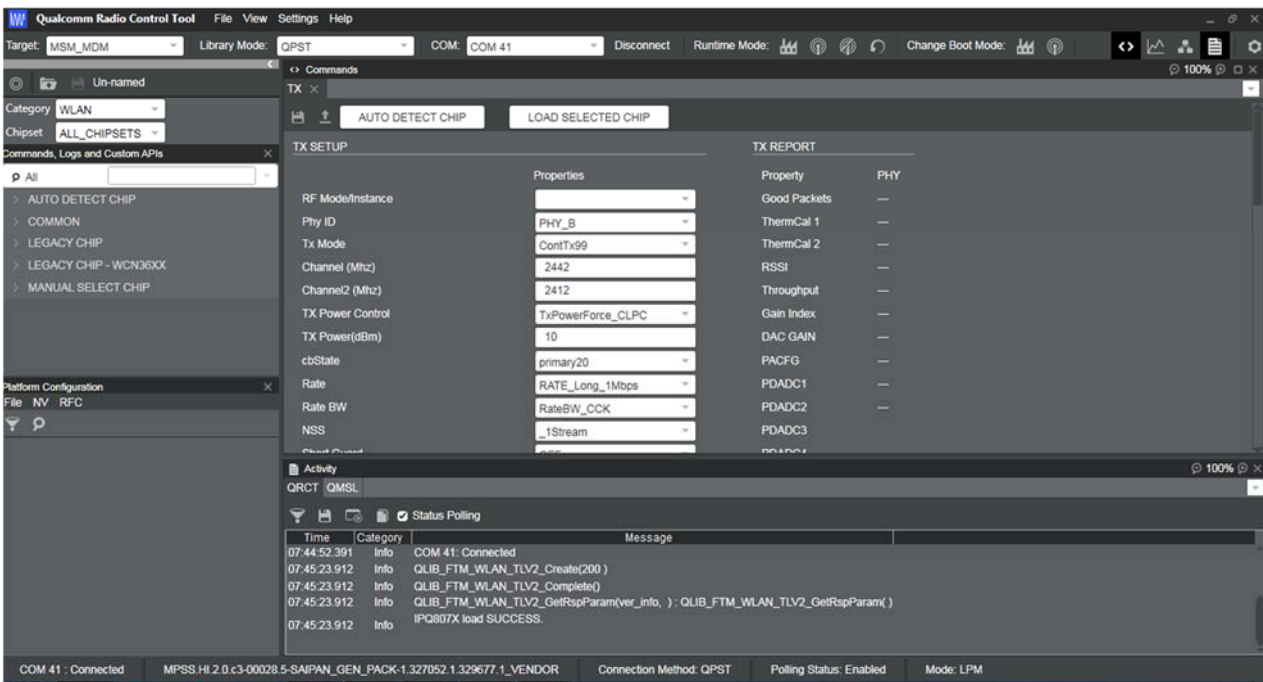 Qualcomm Radio Control Tool File View Settings Help
Target: MSM_MDM Library Mode: QPST COM: COM 41 Disconnect Runtime Mode: Change Boot Mode:
Un-named
Category WLAN
Chipset ALL_CHIPSETS
Commands, Logs and Custom APIs
All
AUTO DETECT CHIP
COMMON
LEGACY CHIP
LEGACY CHIP - WCN36XX
MANUAL SELECT CHIP
Platform Configuration
File NV RFC
Commands 100%
TX
AUTO DETECT CHIP LOAD SELECTED CHIP
TX SETUP
Properties
RF Mode/Instance
Phy ID PHY_B
Tx Mode ContTx99
Channel (Mhz) 2442
Channel2 (Mhz) 2412
TX Power Control TxPowerForce_CLPC
TX Power(dBm) 10
cbState primary20
Rate RATE_Long_1Mbps
Rate BW RateBW_CCK
NSS _1Stream
TX REPORT
Property PHY
Good Packets —
ThermCal 1 —
ThermCal 2 —
RSSI —
Throughput —
Gain Index —
DAC GAIN —
PACFG —
PDADC1 —
PDADC2 —
PDADC3
Activity 100%
QRCT QMSL
Status Polling
Time Category Message
07:44:52.391 Info COM 41: Connected
07:45:23.912 Info QLIB_FTM_WLAN_TLV2_Create(200 )
07:45:23.912 Info QLIB_FTM_WLAN_TLV2_Complete()
07:45:23.912 Info QLIB_FTM_WLAN_TLV2_GetRspParam(ver_info, ) : QLIB_FTM_WLAN_TLV2_GetRspParam( )
07:45:23.912 Info IPQ807X load SUCCESS.
COM 41 : Connected MPSS.HI.2.0.c3-00028.5-SAIPAN_GEN_PACK-1.327052.1.329677.1_VENDOR Connection Method: QPST Polling Status: Enabled Mode: LPM